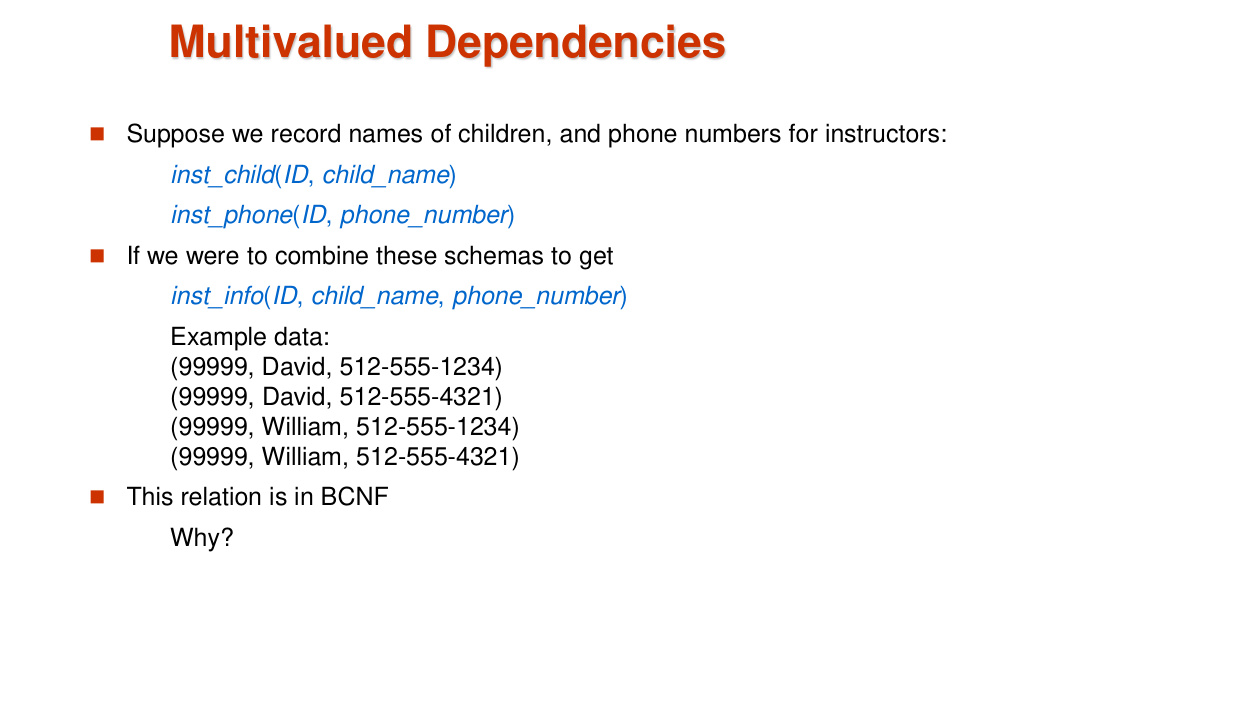 Multivalued Dependencies
Suppose we record names of children, and phone numbers for instructors:
inst_child(ID, child_name)
inst_phone(ID, phone_number)
If we were to combine these schemas to get
inst_info(ID, child_name, phone_number)
Example data:
(99999, David, 512-555-1234)
(99999, David, 512-555-4321)
(99999, William, 512-555-1234)
(99999, William, 512-555-4321)
This relation is in BCNF
Why?